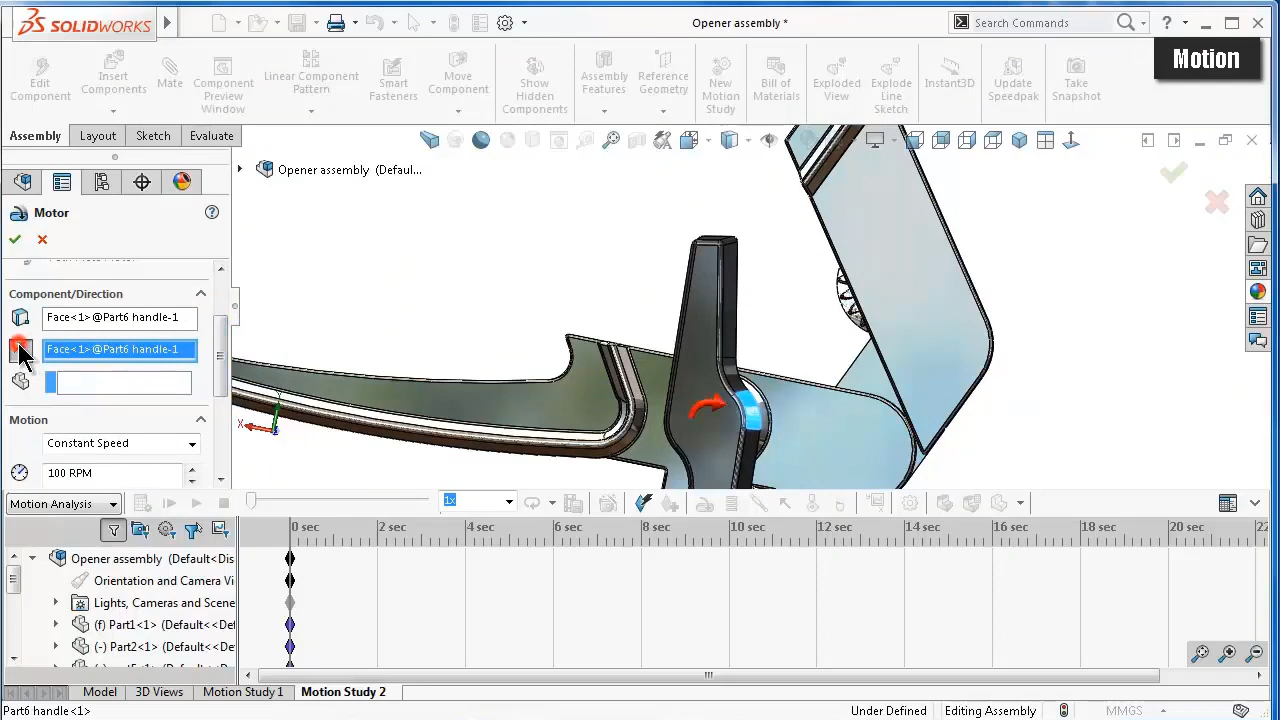 SOLIDWORKS
Opener assembly *
Search Commands
?
Motion
Edit Component
Insert Components
Mate
Component Preview Window
Linear Component Pattern
Smart Fasteners
Move Component
Show Hidden Components
Assembly Features
Reference Geometry
New Motion Study
Bill of Materials
Exploded View
Explode Line Sketch
Instant3D
Update Speedpak
Take Snapshot
Assembly Layout Sketch Evaluate
Opener assembly (Defaul...
Motor
?
Component/Direction
Face<1>@Part6 handle-1
Face<1>@Part6 handle-1
Motion
Constant Speed
100 RPM
X
Motion Analysis
1x
0 sec 2 sec 4 sec 6 sec 8 sec 10 sec 12 sec 14 sec 16 sec 18 sec 20 sec 22
Opener assembly (Default<Dis
Orientation and Camera Vi
Lights, Cameras and Scene
(f) Part1<1> (Default<<Def
(-) Part2<1> (Default<<De
Model 3D Views Motion Study 1 Motion Study 2
Part6 handle<1>
Under Defined Editing Assembly MMGS